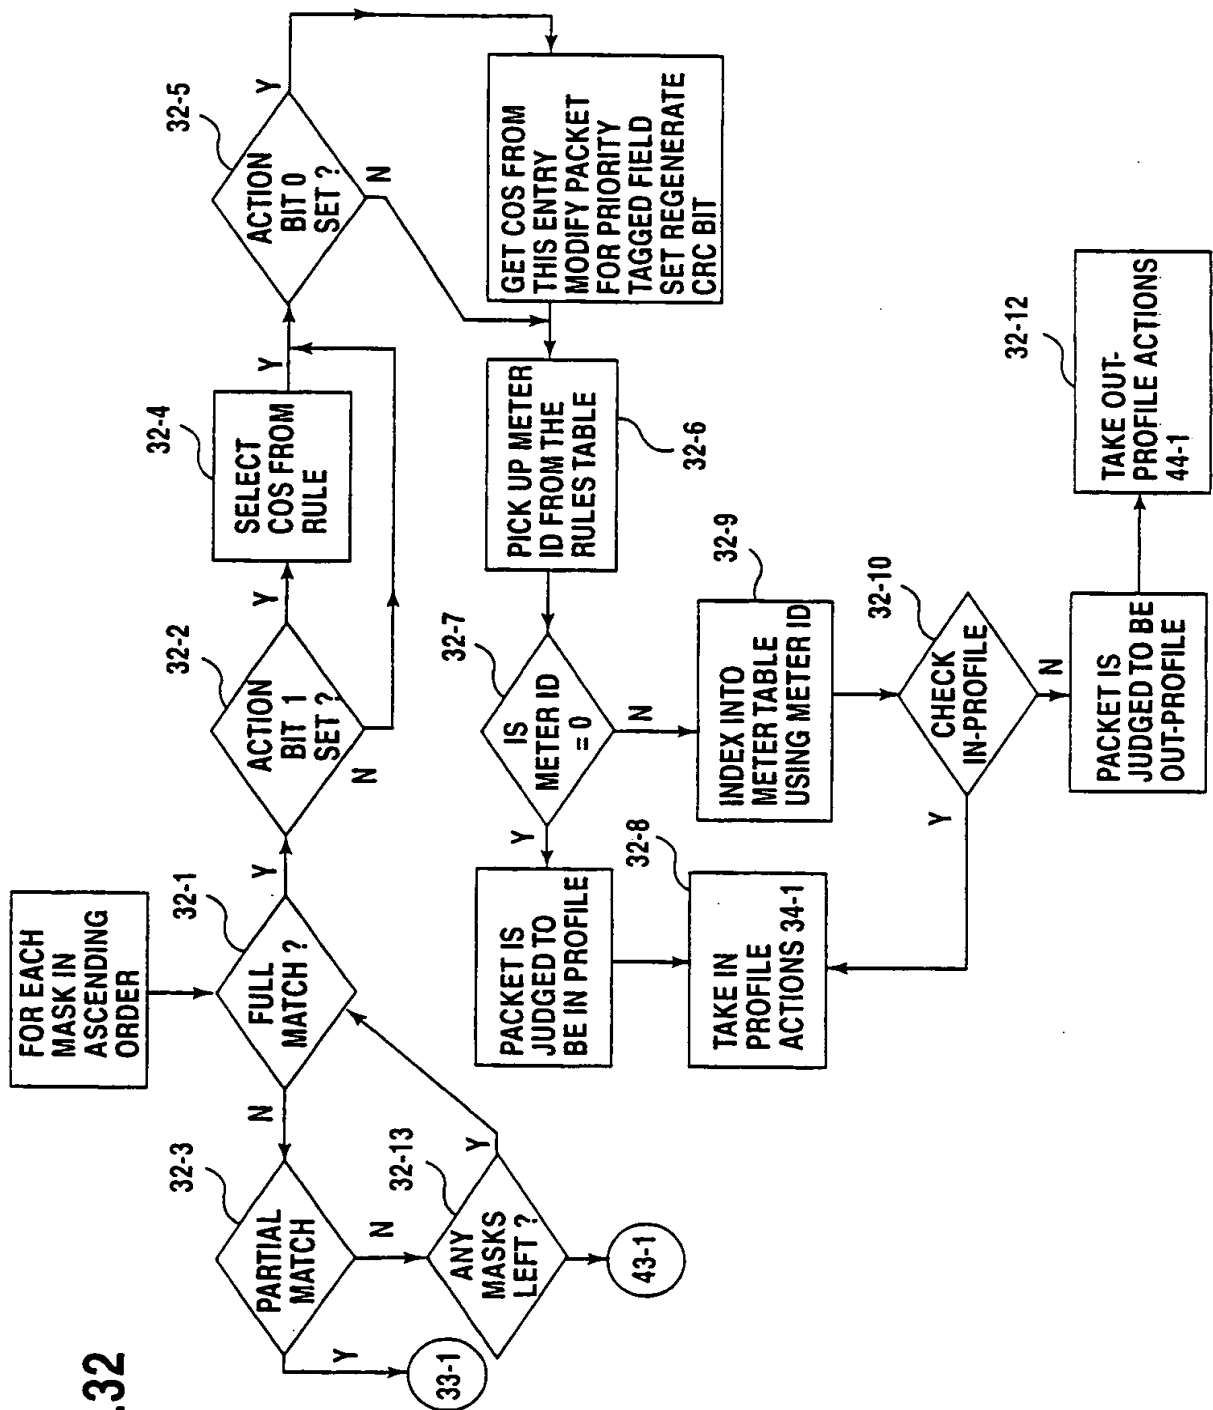 .32
FOR EACH
MASK IN
ASCENDING
ORDER
32-1
FULL
MATCH ?
Y
N
32-3
PARTIAL
MATCH
Y
33-1
N
32-13
ANY
MASKS
LEFT ?
Y
43-1
32-2
ACTION
BIT 1
SET ?
Y
N
32-4
SELECT
COS FROM
RULE
Y
32-5
ACTION
BIT 0
SET ?
Y
N
GET COS FROM
THIS ENTRY
MODIFY PACKET
FOR PRIORITY
TAGGED FIELD
SET REGENERATE
CRC BIT
PICK UP METER
ID FROM THE
RULES TABLE
32-6
32-7
IS
METER ID
= 0
Y
N
PACKET IS
JUDGED TO
BE IN PROFILE
32-8
TAKE IN
PROFILE
ACTIONS 34-1
32-9
INDEX INTO
METER TABLE
USING METER ID
32-10
CHECK
IN-PROFILE
Y
N
PACKET IS
JUDGED TO BE
OUT-PROFILE
32-12
TAKE OUT-
PROFILE ACTIONS
44-1